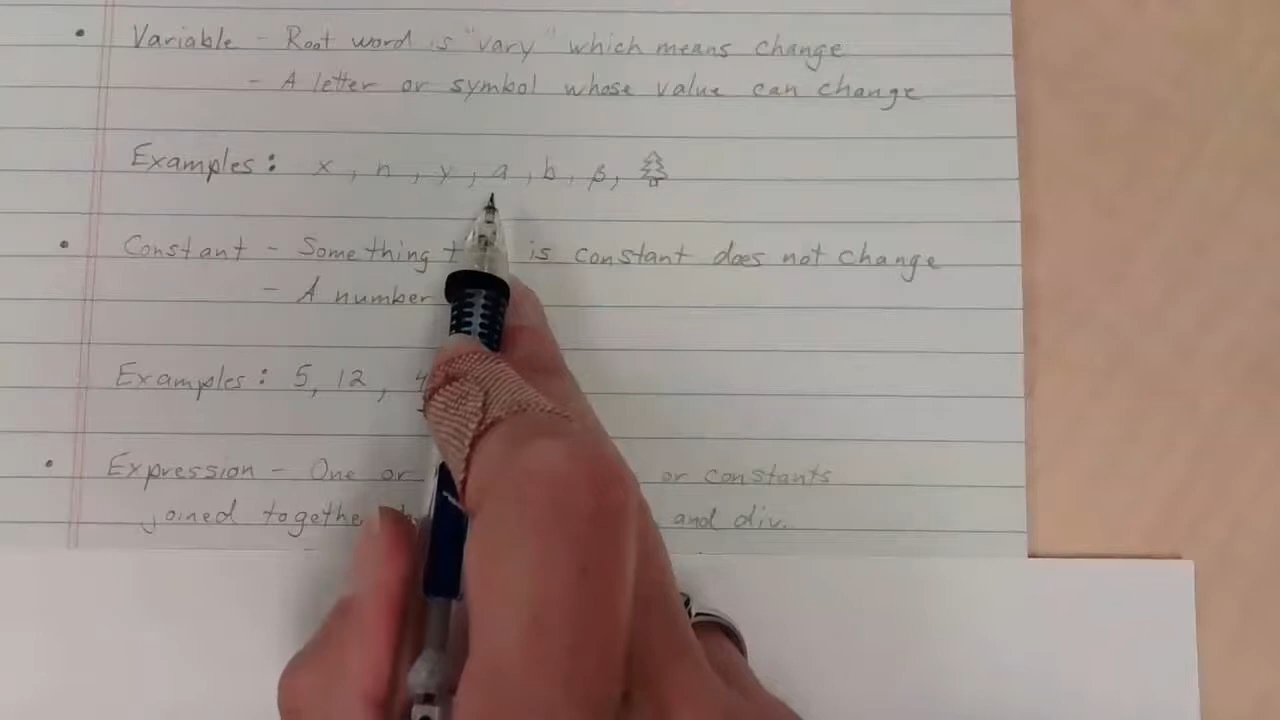 • Variable - Root word is "vary" which means change
- A letter or symbol whose value can change
Examples: x, n, y, a, b, β,
• Constant - Something is constant does not change
- A number
Examples: 5, 12, 4
• Expression - One or or constants
joined together and div.